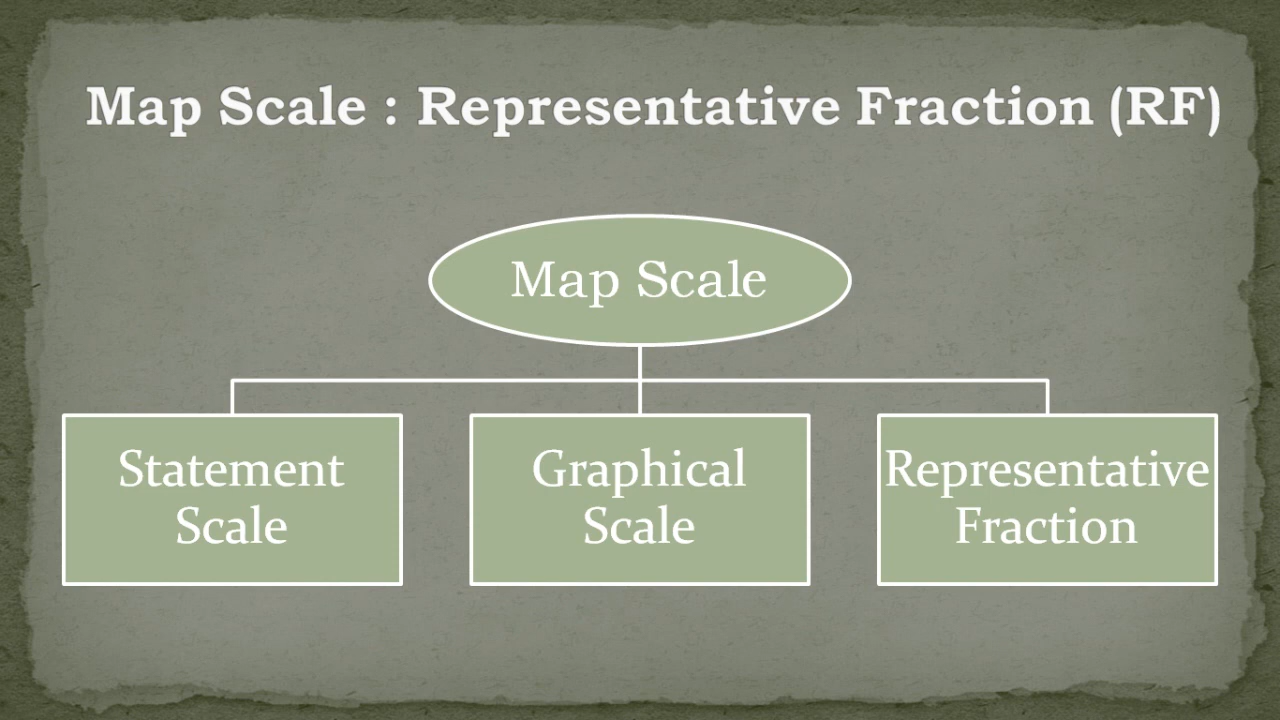 Map Scale : Representative Fraction (RF)
Map Scale
Statement
Scale
Graphical
Scale
Representative
Fraction